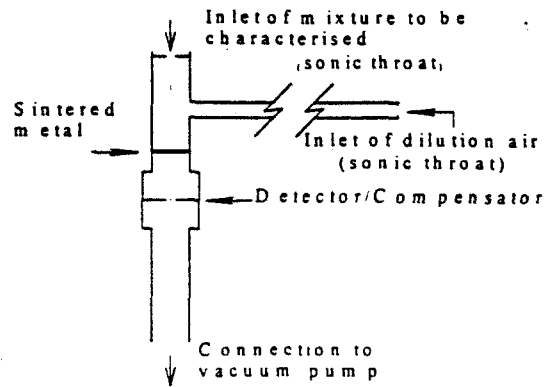 Inlet of mixture to be
characterised
(sonic throat)
Sintered
metal
Inlet of dilution air
(sonic throat)
Detector/Compensator
Connection to
vacuum pump